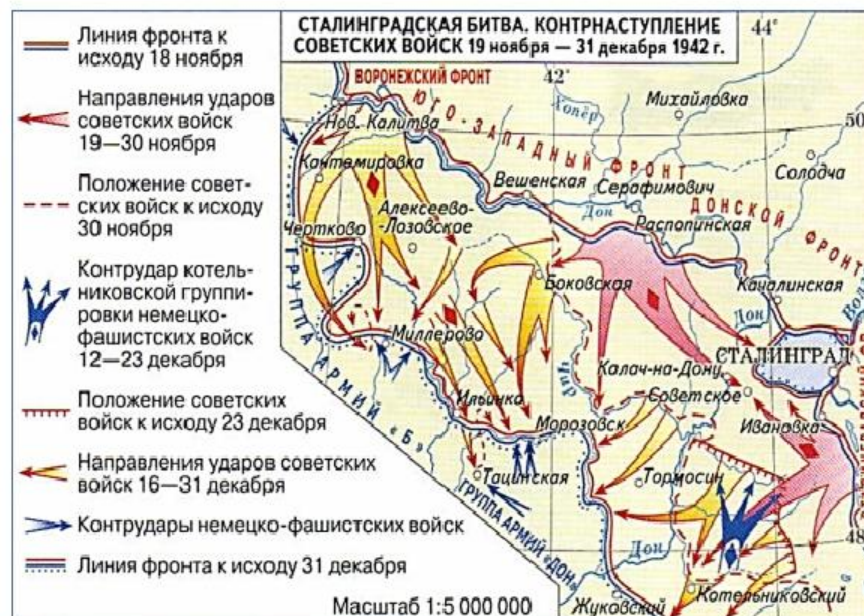 СТАЛИНГРАДСКАЯ БИТВА. КОНТРНАСТУПЛЕНИЕ
СОВЕТСКИХ ВОЙСК 19 ноября — 31 декабря 1942 г.
Линия фронта к
исходу 18 ноября
Направления ударов
советских войск
19—30 ноября
Положение совет-
ских войск к исходу
30 ноября
Контрудар котель-
никовской группи-
ровки немецко-
фашистских войск
12—23 декабря
Положение советских
войск к исходу 23 декабря
Направления ударов советских
войск 16—31 декабря
Контрудары немецко-фашистских войск
Линия фронта к исходу 31 декабря
Масштаб 1:5 000 000
44°
42
50
48
ВОРОНЕЖСКИЙ ФРОНТ
ЮГО-ЗАПАДНЫЙ ФРОНТ
ДОНСКОЙ ФРОНТ
Хопёр
Михайловка
Нов. Калитва
Солодча
Кантемировка
Вешенская
Серафимович
Дон
Распопинская
Алексеево-
Лозовское
Чертково
Боковская
Качалинская
Дон
Миллерово
СТАЛИНГРАД
Калач-на-Дону
Чир
Советское
Ильинка
Морозовск
Ивановка
Тацинская
Тормосин
ГРУППА АРМИЙ «Б»
ГРУППА АРМИЙ «ДОН»
Дон
Котельниковский
Жуковский